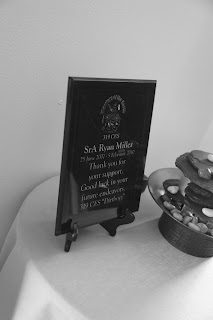 319 CES
SrA Ryan Miller
Thank you for
your support.
Good luck in your
future endeavors.
319 CES "Dirtboyz"